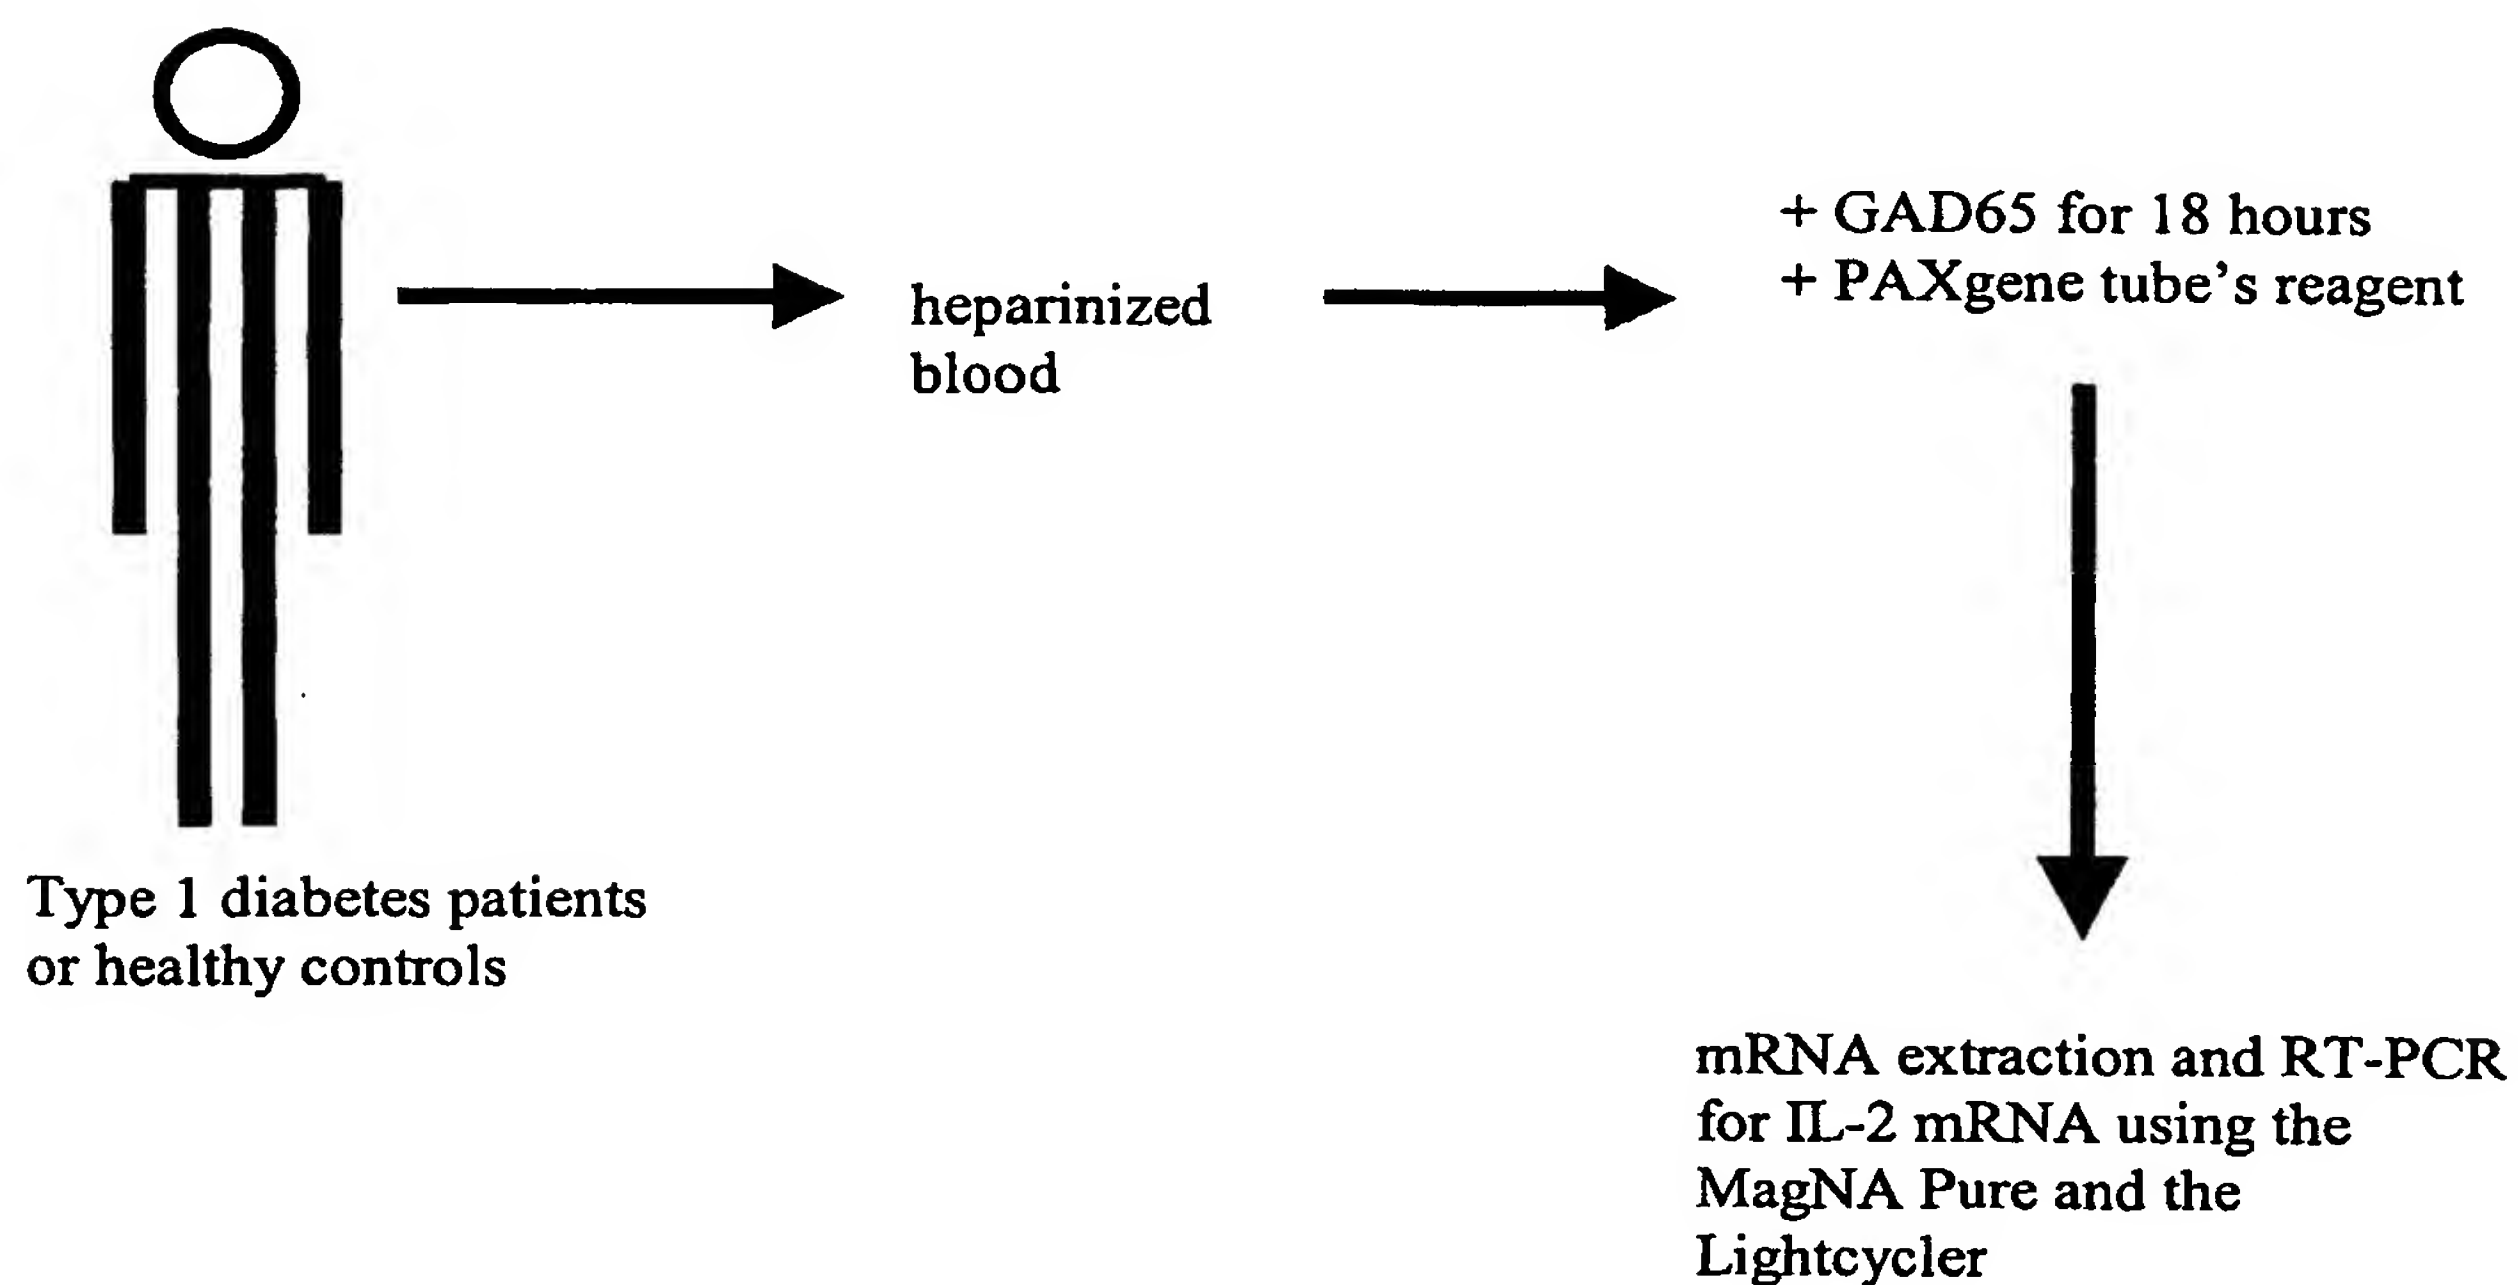 + GAD65 for 18 hours
+ PAXgene tube’s reagent
heparinized
blood
Type 1 diabetes patients
or healthy controls
mRNA extraction and RT-PCR
for IL-2 mRNA using the
MagNA Pure and the
Lightcycler